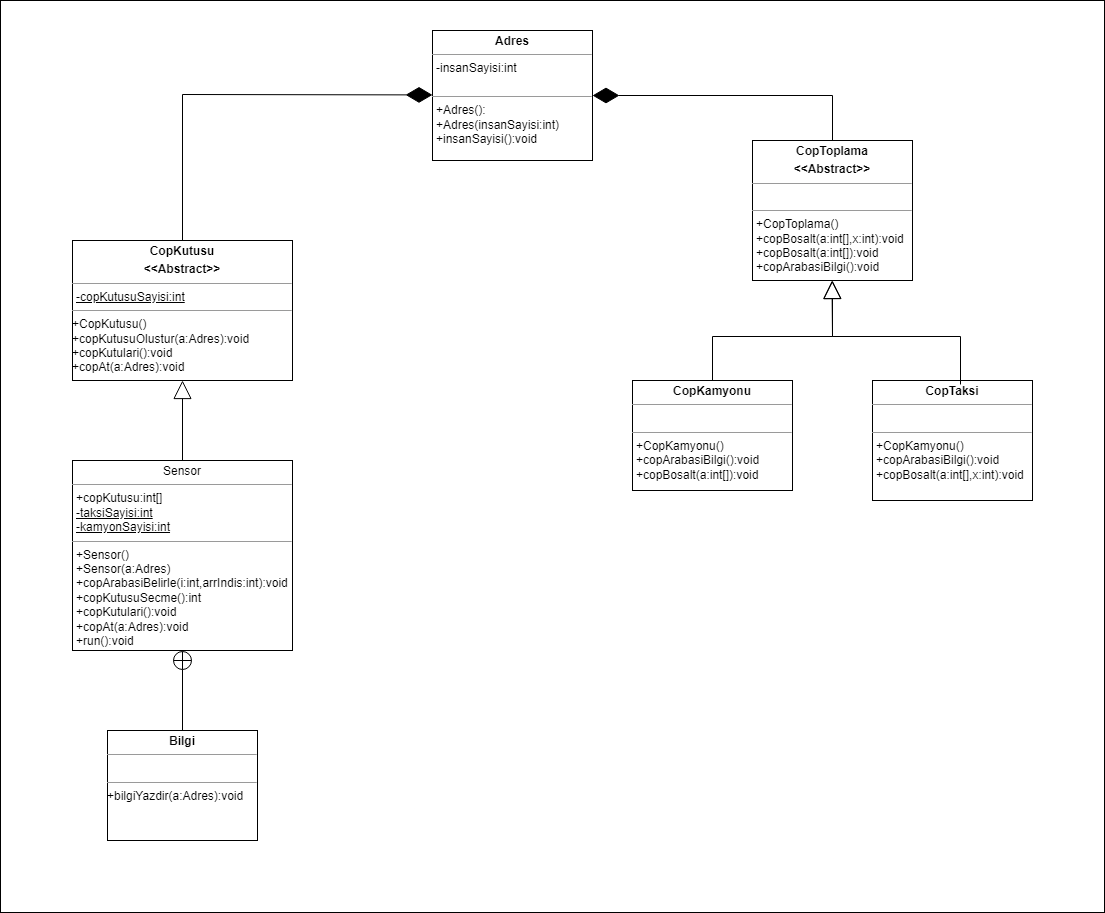 Adres
-insanSayisi:int
+Adres():
+Adres(insanSayisi:int)
+insanSayisi():void
CopToplama
<<Abstract>>
+CopToplama()
+copBosalt(a:int[],x:int):void
+copBosalt(a:int[]):void
+copArabasiBilgi():void
CopKutusu
<<Abstract>>
-copKutusuSayisi:int
+CopKutusu()
+copKutusuOlustur(a:Adres):void
+copKutulari():void
+copAt(a:Adres):void
CopKamyonu
+CopKamyonu()
+copArabasiBilgi():void
+copBosalt(a:int[]):void
CopTaksi
+CopKamyonu()
+copArabasiBilgi():void
+copBosalt(a:int[],x:int):void
Sensor
+copKutusu:int[]
-taksiSayisi:int
-kamyonSayisi:int
+Sensor()
+Sensor(a:Adres)
+copArabasiBelirle(i:int,arrIndis:int):void
+copKutusuSecme():int
+copKutulari():void
+copAt(a:Adres):void
+run():void
Bilgi
+bilgiYazdir(a:Adres):void